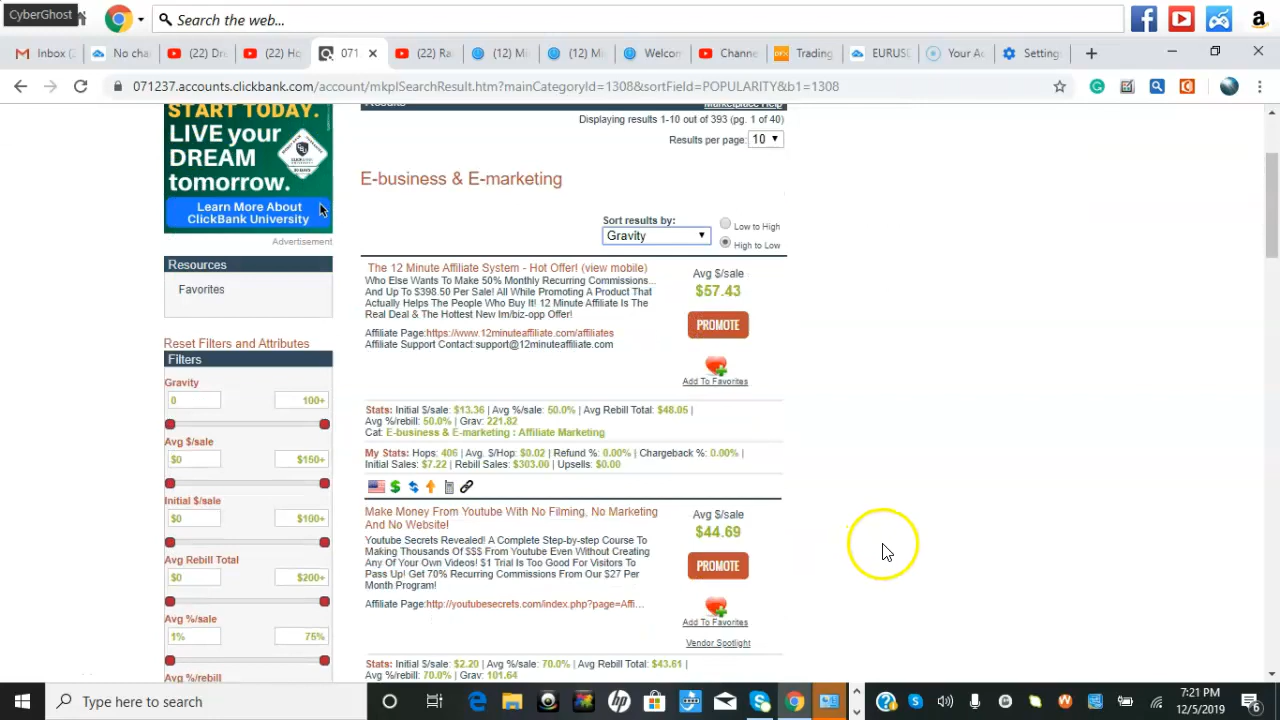 CyberGhost
Search the web...
Inbox
No cha
(22) Dr
(22) Ho
071
(22) Ra
(12) M
(12) M
Welcom
Channe
Trading
EURUS
Your A
Setting
071237.accounts.clickbank.com/account/mkplSearchResult.htm?mainCategoryId=1308&sortField=POPULARITY&b1=1308
START TODAY.
LIVE your
DREAM
tomorrow.
Learn More About
ClickBank University
Advertisement
Resources
Favorites
Reset Filters and Attributes
Filters
Gravity
0 100+
Avg $/sale
$0 $150+
Initial $/sale
$0 $100+
Avg Rebill Total
$0 $200+
Avg %/sale
1% 75%
Avg %/rebill
Results
Marketplace Help
Displaying results 1-10 out of 393 (pg. 1 of 40)
Results per page: 10
E-business & E-marketing
Sort results by:
Gravity
Low to High
High to Low
The 12 Minute Affiliate System - Hot Offer! (view mobile)
Who Else Wants To Make 50% Monthly Recurring Commissions...
And Up To $398 50 Per Sale! All While Promoting A Product That
Actually Helps The People Who Buy It! 12 Minute Affiliate Is The
Real Deal & The Hottest New Im/biz-opp Offer!
Affiliate Page:https://www.12minuteaffiliate.com/affiliates
Affiliate Support Contact:support@12minuteaffiliate.com
Avg $/sale
$57.43
PROMOTE
Add To Favorites
Stats: Initial $/sale: $13.36 | Avg %/sale: 50.0% | Avg Rebill Total: $48.05 |
Avg %/rebill: 50.0% | Grav: 221.82
Cat: E-business & E-marketing : Affiliate Marketing
My Stats: Hops: 406 | Avg. $/Hop: $0.02 | Refund %: 0.00% | Chargeback %: 0.00% |
Initial Sales: $7.22 | Rebill Sales: $303.00 | Upsells: $0.00
Make Money From Youtube With No Filming, No Marketing
And No Website!
Youtube Secrets Revealed! A Complete Step-by-step Course To
Making Thousands Of $$$ From Youtube Even Without Creating
Any Of Your Own Videos! $1 Trial Is Too Good For Visitors To
Pass Up! Get 70% Recurring Commissions From Our $27 Per
Month Program!
Affiliate Page:http://youtubesecrets.com/index.php?page=Affi...
Avg $/sale
$44.69
PROMOTE
Add To Favorites
Vendor Spotlight
Stats: Initial $/sale: $2.20 | Avg %/sale: 70.0% | Avg Rebill Total: $43.61 |
Avg %/rebill: 70.0% | Grav: 101.64
Type here to search
7:21 PM
12/5/2019
6